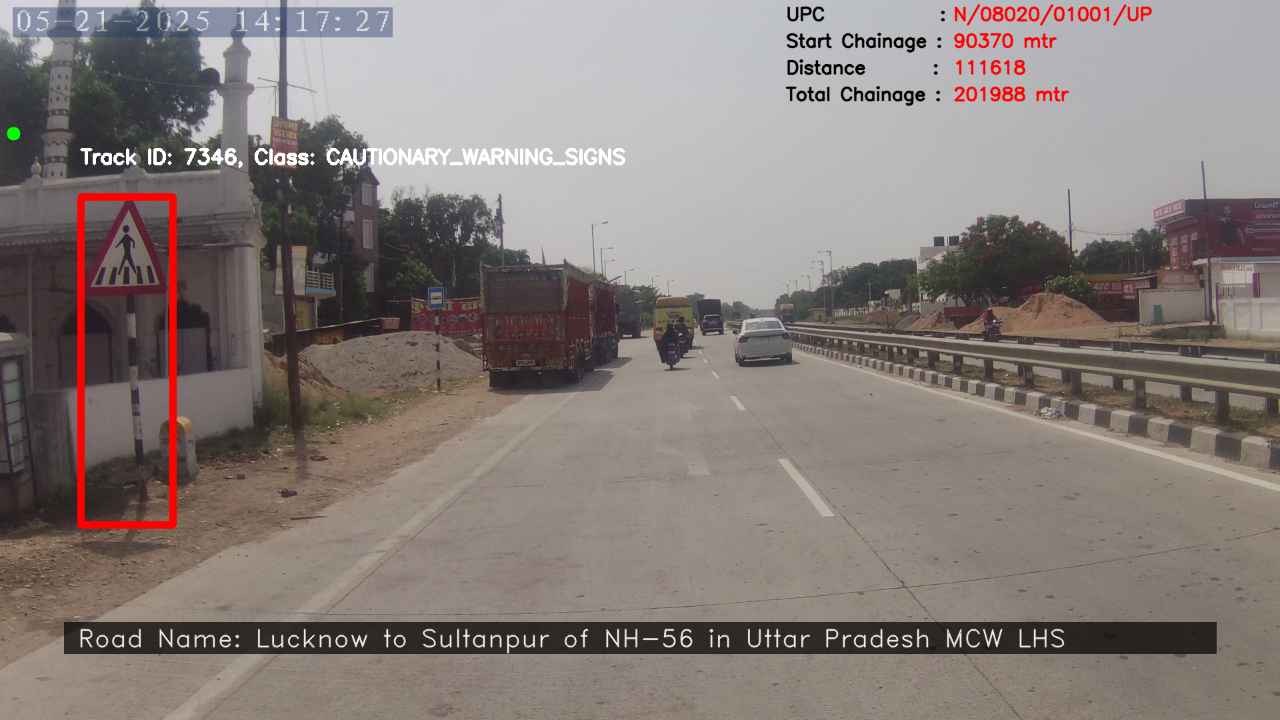 05-21-2025 14:17:27
UPC : N/08020/01001/UP
Start Chainage : 90370 mtr
Distance : 111618
Total Chainage : 201988 mtr
Track ID: 7346, Class: CAUTIONARY_WARNING_SIGNS
Road Name: Lucknow to Sultanpur of NH-56 in Uttar Pradesh MCW LHS